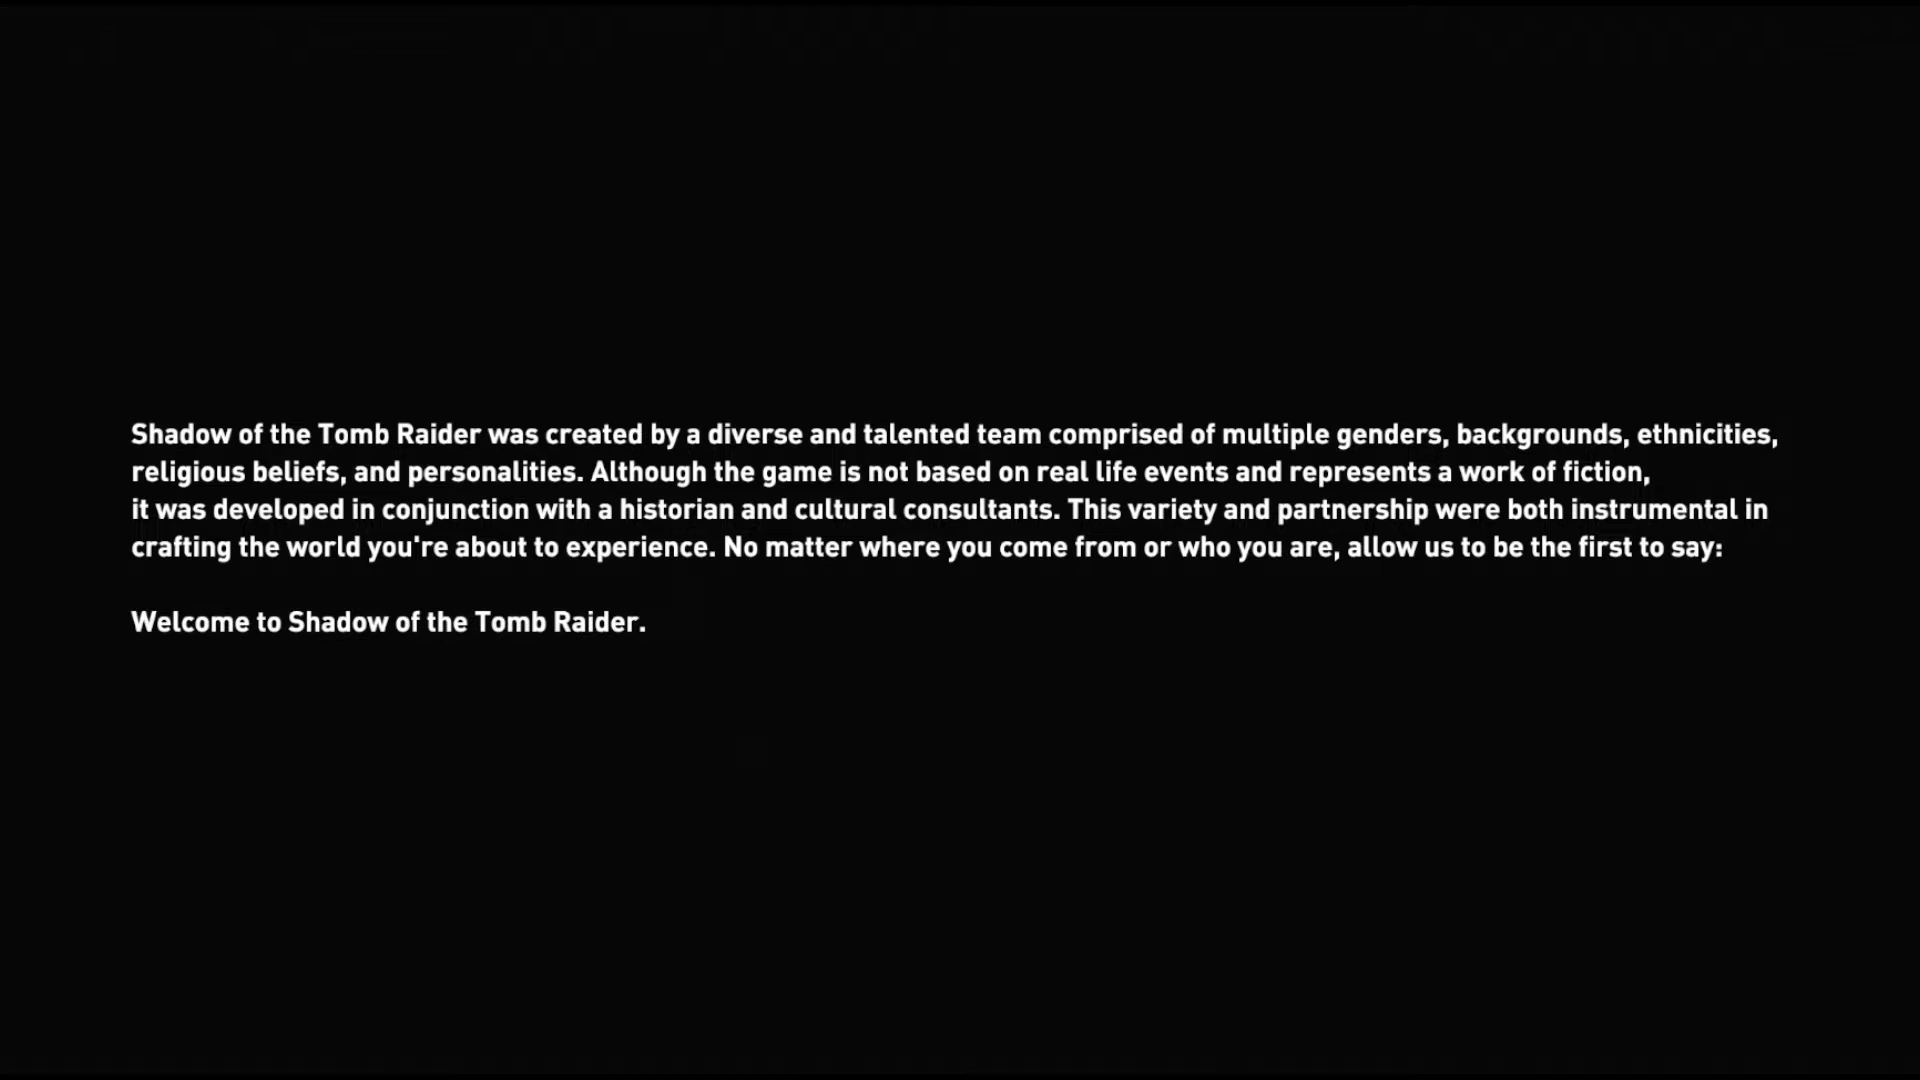 Shadow of the Tomb Raider was created by a diverse and talented team comprised of multiple genders, backgrounds, ethnicities,
religious beliefs, and personalities. Although the game is not based on real life events and represents a work of fiction,
it was developed in conjunction with a historian and cultural consultants. This variety and partnership were both instrumental in
crafting the world you're about to experience. No matter where you come from or who you are, allow us to be the first to say:
Welcome to Shadow of the Tomb Raider.